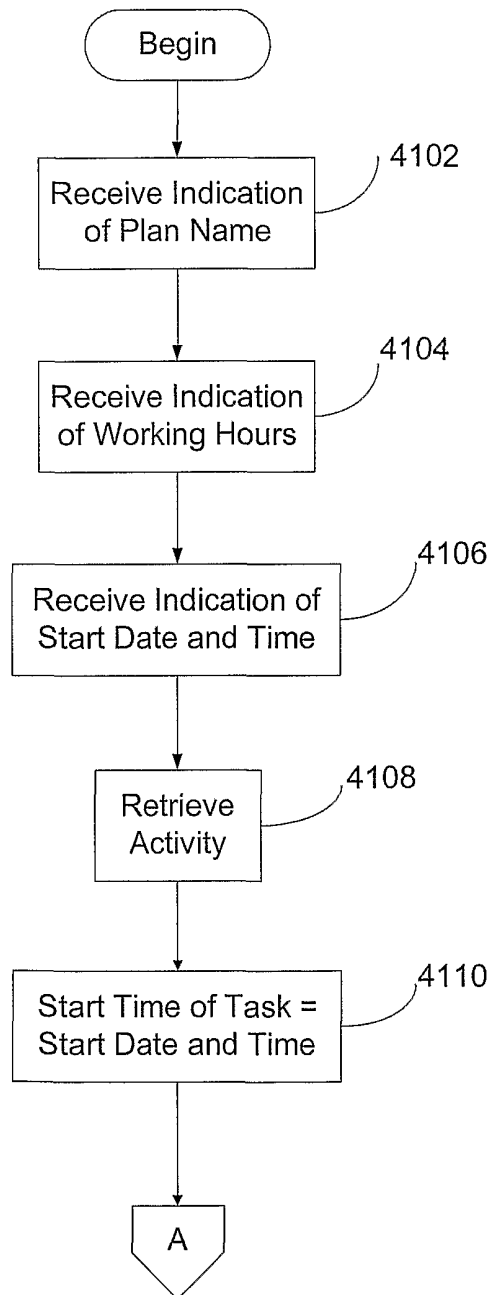 Begin
4102
Receive Indication
of Plan Name
4104
Receive Indication
of Working Hours
4106
Receive Indication of
Start Date and Time
4108
Retrieve
Activity
4110
Start Time of Task =
Start Date and Time
A